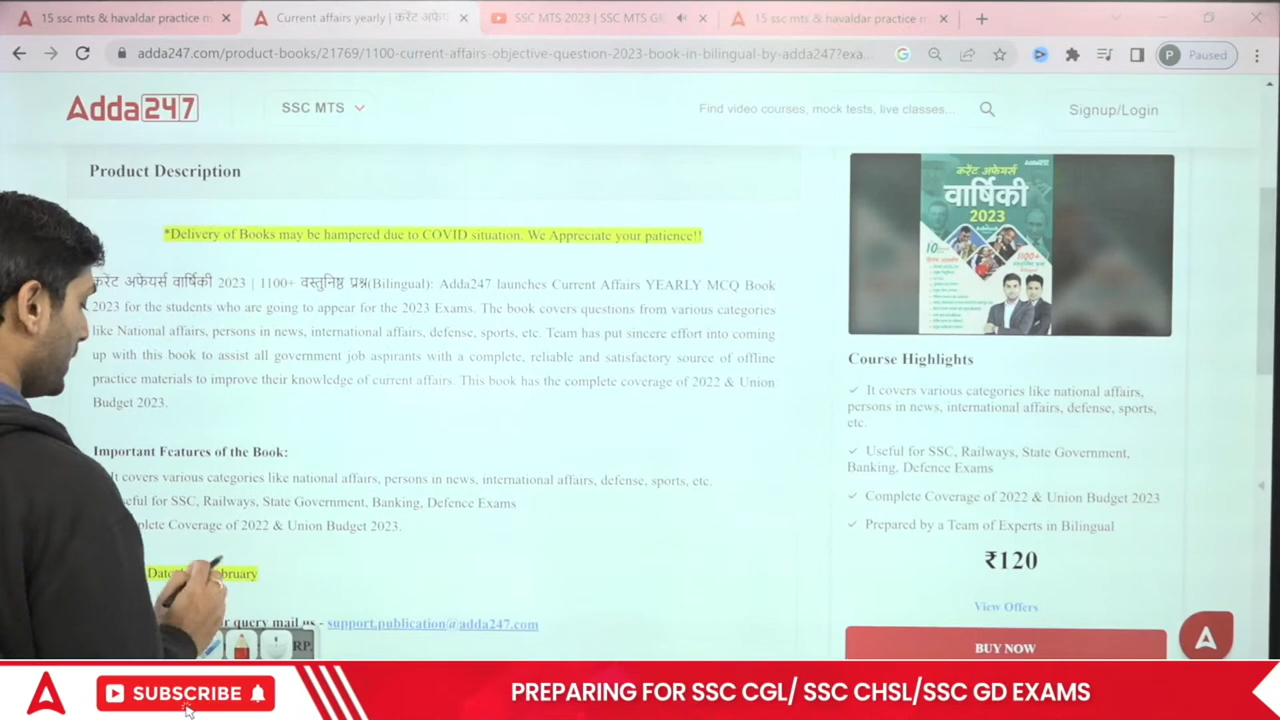 15 ssc mts & havaldar practice m
Current affairs yearly | करेंट अफेय
SSC MTS 2023 | SSC MTS GK
15 ssc mts & havaldar practice m
adda247.com/product-books/21769/1100-current-affairs-objective-question-2023-book-in-bilingual-by-adda247?exa...
P Paused
Adda247
SSC MTS
Find video courses, mock tests, live classes...
Signup/Login
Product Description
*Delivery of Books may be hampered due to COVID situation. We Appreciate your patience!!
करेंट अफेयर्स वार्षिकी 2023 | 1100+ वस्तुनिष्ठ प्रश्न(Bilingual): Adda247 launches Current Affairs YEARLY MCQ Book
2023 for the students who are going to appear for the 2023 Exams. The book covers questions from various categories
like National affairs, persons in news, international affairs, defense, sports, etc. Team has put sincere effort into coming
up with this book to assist all government job aspirants with a complete, reliable and satisfactory source of offline
practice materials to improve their knowledge of current affairs. This book has the complete coverage of 2022 & Union
Budget 2023.
Important Features of the Book:
It covers various categories like national affairs, persons in news, international affairs, defense, sports, etc.
eful for SSC, Railways, State Government, Banking, Defence Exams
plete Coverage of 2022 & Union Budget 2023.
Date bruary
r query mail us - support.publication@adda247.com
RP.
करेंट अफेयर्स
वार्षिकी
2023
10
1100+
Course Highlights
It covers various categories like national affairs,
persons in news, international affairs, defense, sports,
etc.
Useful for SSC, Railways, State Government,
Banking, Defence Exams
Complete Coverage of 2022 & Union Budget 2023
Prepared by a Team of Experts in Bilingual
₹120
View Offers
BUY NOW
SUBSCRIBE
PREPARING FOR SSC CGL/ SSC CHSL/SSC GD EXAMS